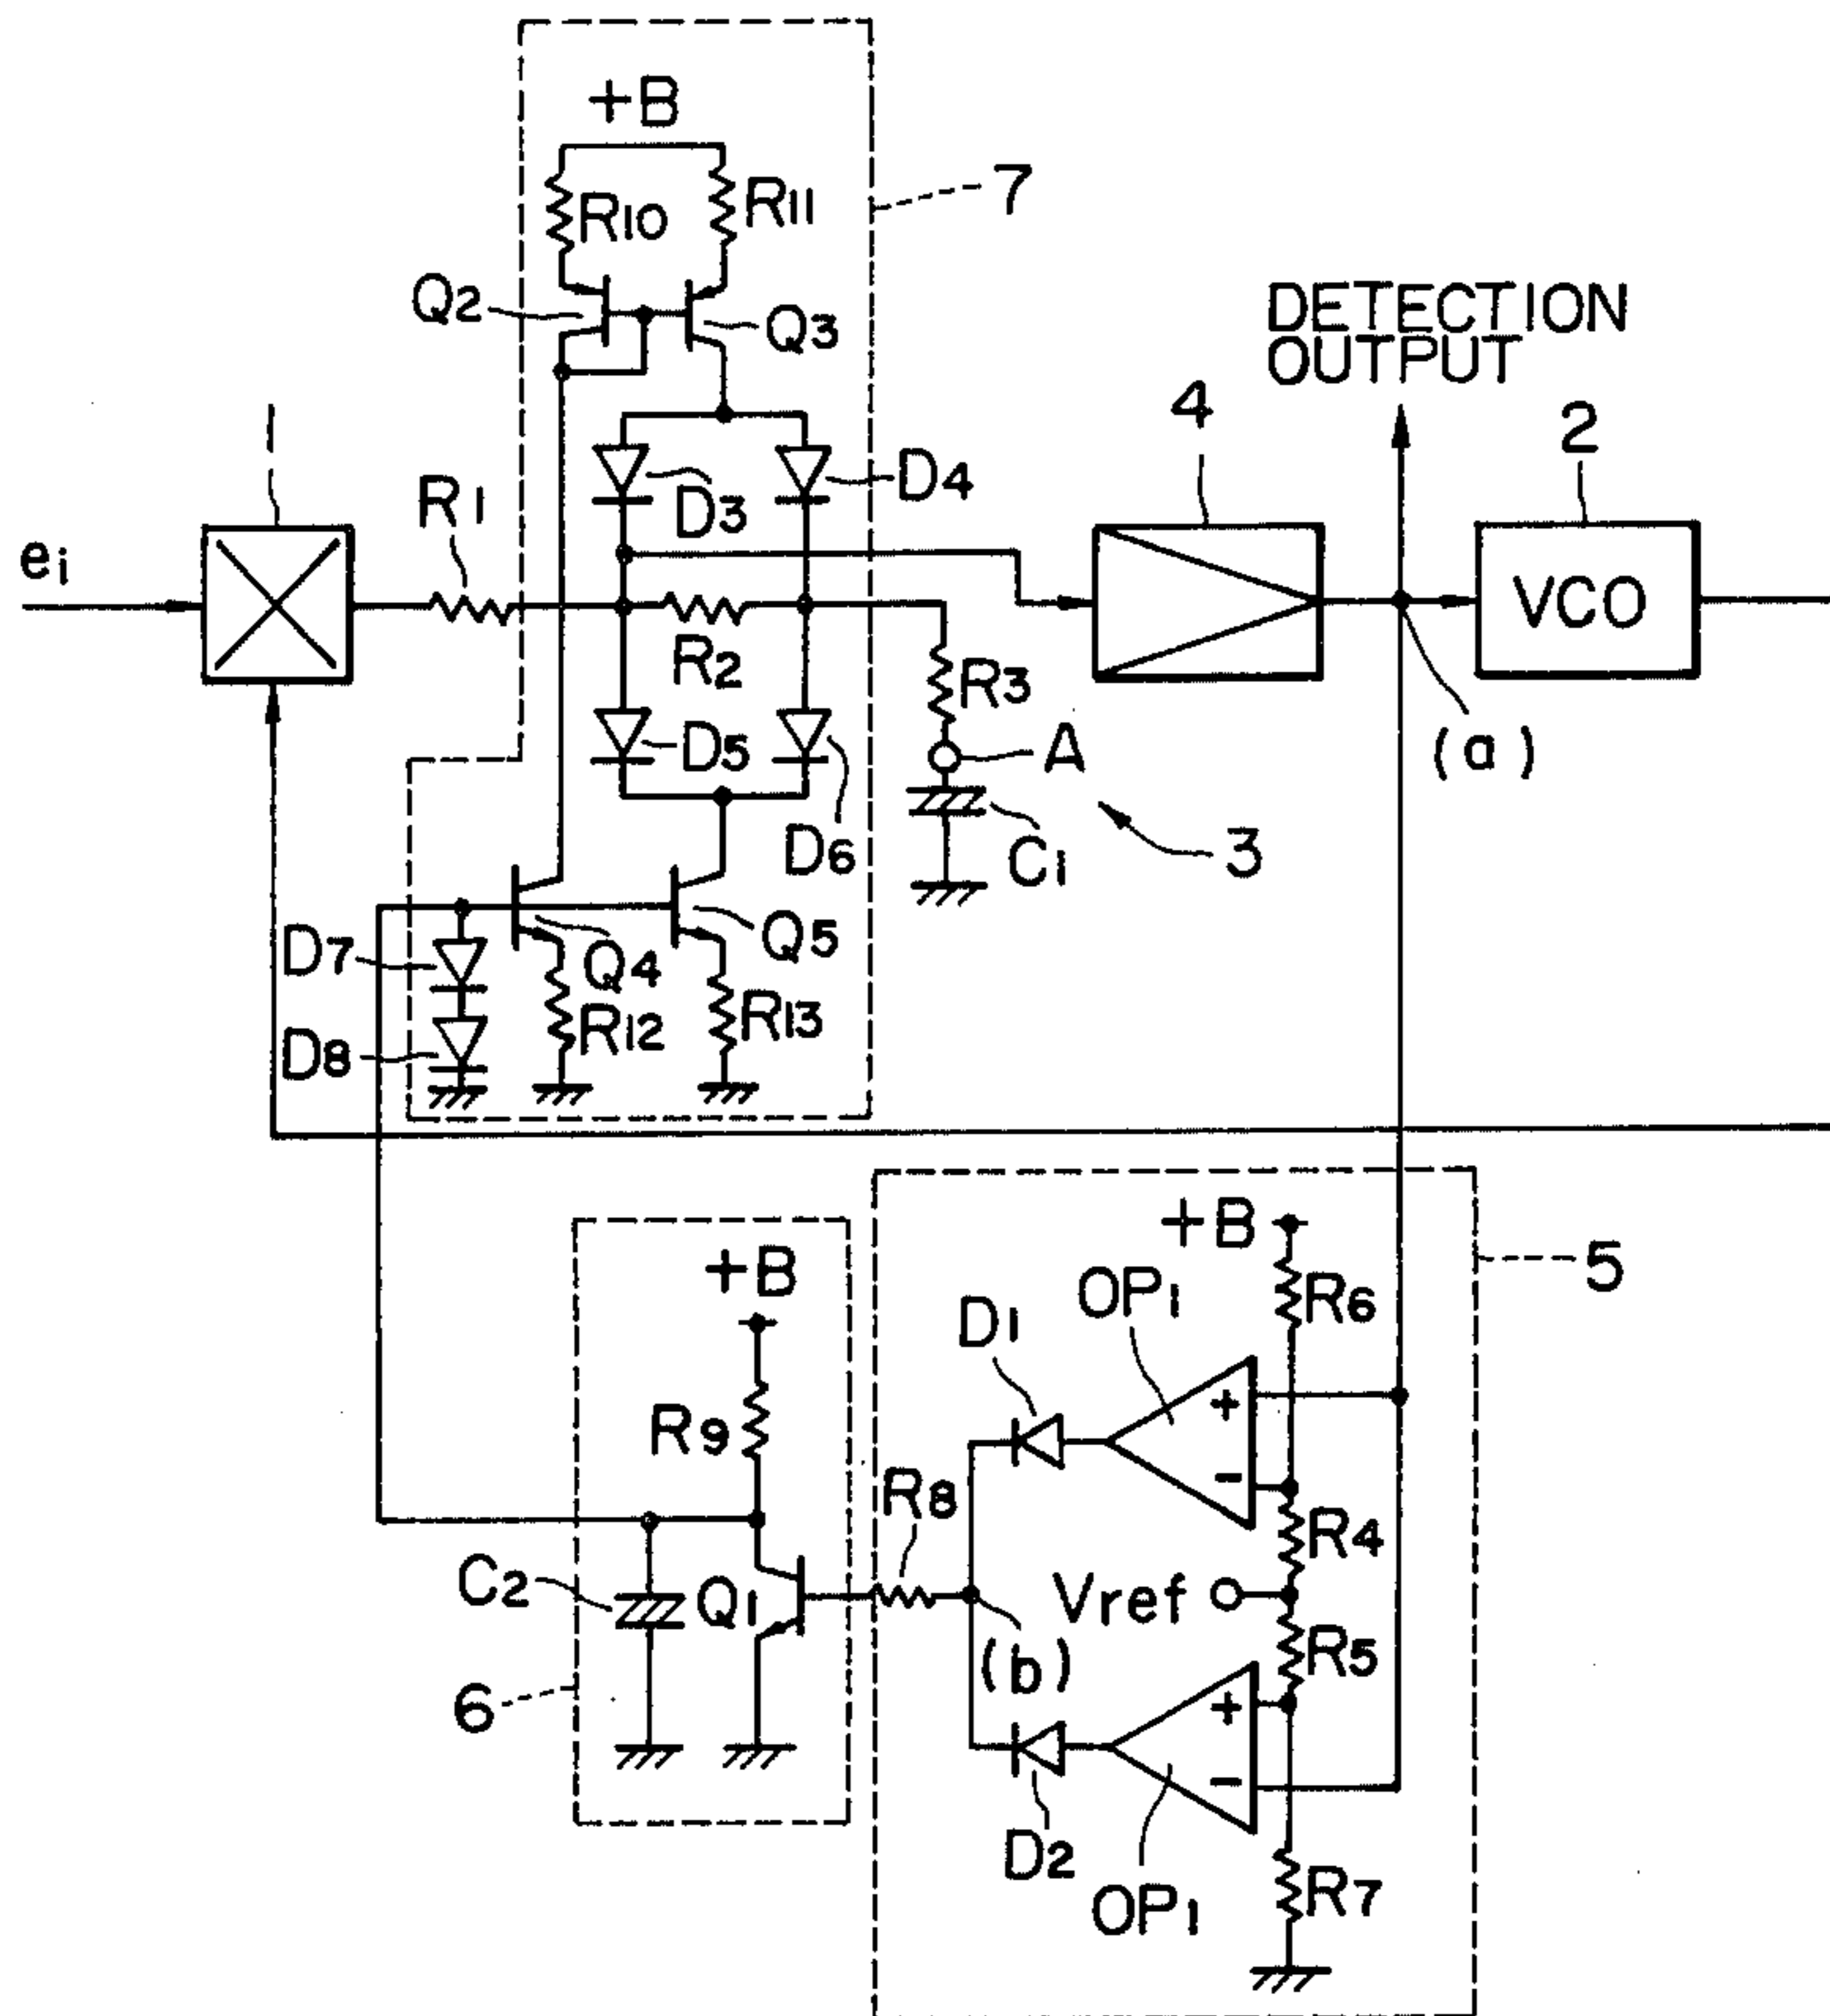 +B
7
R10
R11
Q2
Q3
DETECTION
OUTPUT
1
4
2
R1
D3
D4
ei
VCO
R2
R3
(a)
D5
A
D6
C1
3
D7
Q4
Q5
D8
R12
R13
+B
5
+B
OP1
R6
D1
+
R9
−
R8
R4
C2
Q1
Vref
(b)
R5
6
+
−
D2
OP1
R7